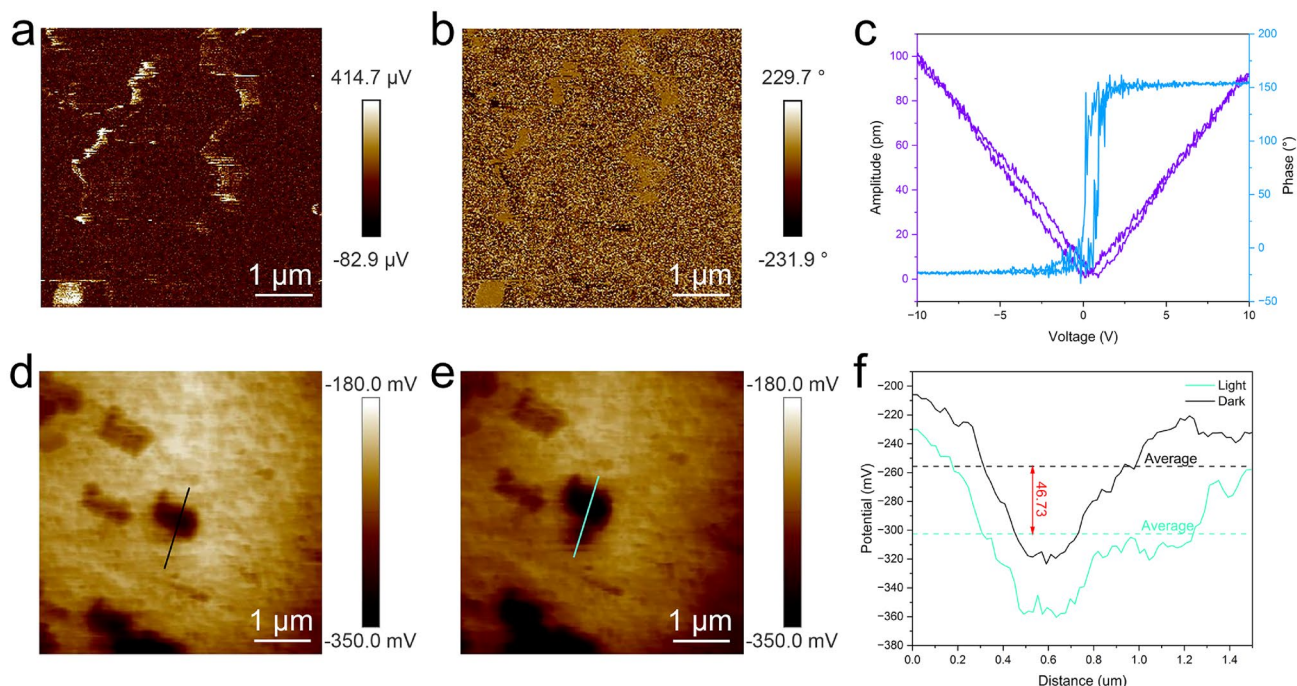 a
414.7 µV
-82.9 µV
1 µm
b
229.7 °
-231.9 °
1 µm
c
Amplitude (pm)
100
80
60
40
20
0
Phase (°)
200
150
100
50
0
−50
−10
−5
0
5
10
Voltage (V)
d
-180.0 mV
-350.0 mV
1 µm
e
-180.0 mV
-350.0 mV
1 µm
f
Potential (mV)
−200
−220
−240
−260
−280
−300
−320
−340
−360
−380
Light
Dark
Average
46.73
Average
0.0
0.2
0.4
0.6
0.8
1.0
1.2
1.4
Distance (um)